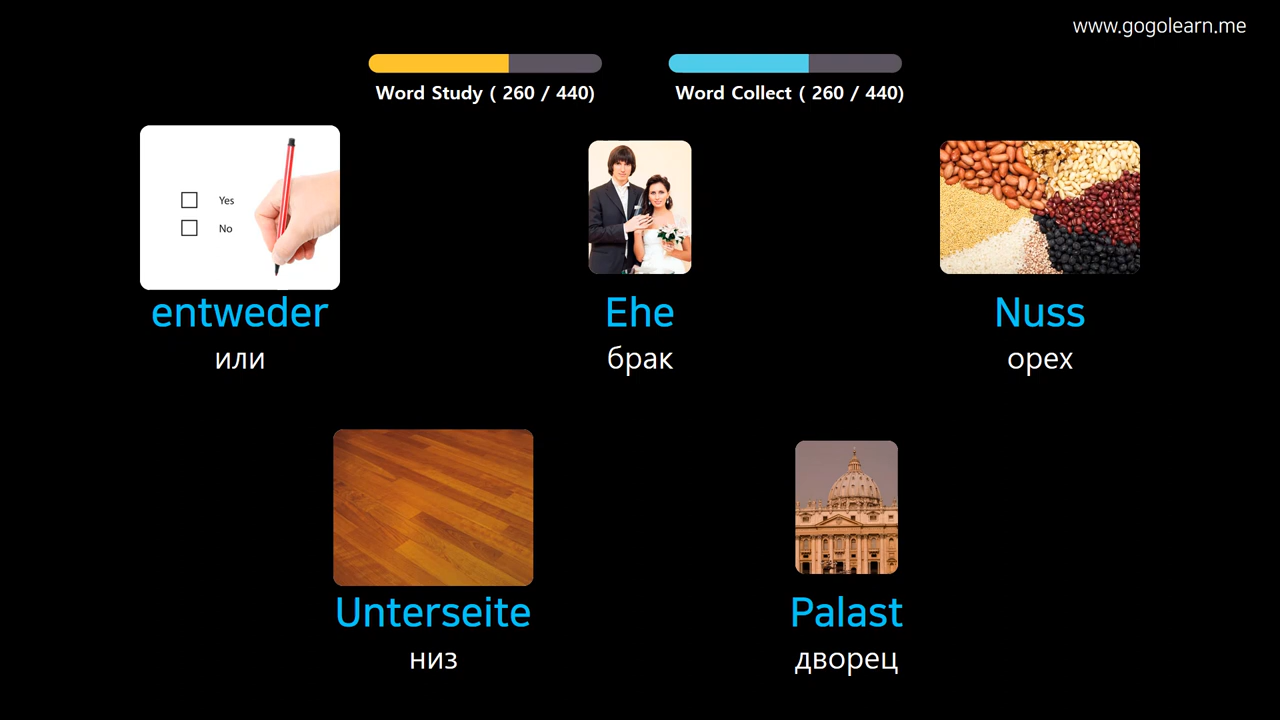 www.gogolearn.me
Word Study ( 260 / 440)
Word Collect ( 260 / 440)
Yes
No
entweder
или
Ehe
брак
Nuss
орех
Unterseite
низ
Palast
дворец